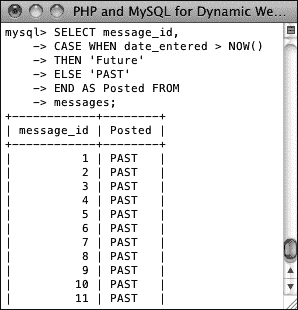 PHP and MySQL for Dynamic We...
mysql> SELECT message_id,
    -> CASE WHEN date_entered > NOW()
    -> THEN 'Future'
    -> ELSE 'PAST'
    -> END AS Posted FROM
    -> messages;
+------------+--------+
| message_id | Posted |
+------------+--------+
|          1 | PAST   |
|          2 | PAST   |
|          3 | PAST   |
|          4 | PAST   |
|          5 | PAST   |
|          6 | PAST   |
|          7 | PAST   |
|          8 | PAST   |
|          9 | PAST   |
|         10 | PAST   |
|         11 | PAST   |